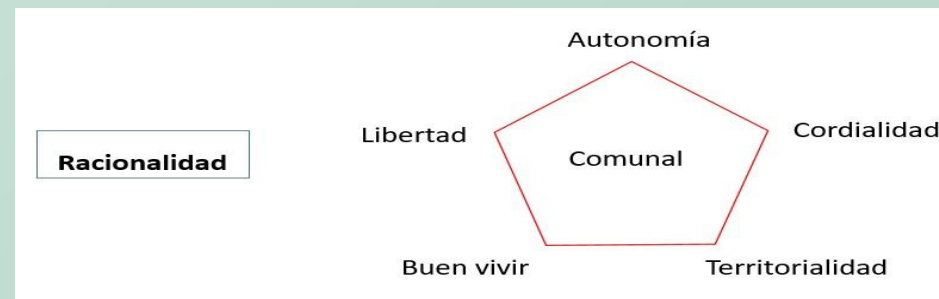 Autonomía
Libertad
Cordialidad
Racionalidad
Comunal
Buen vivir
Territorialidad